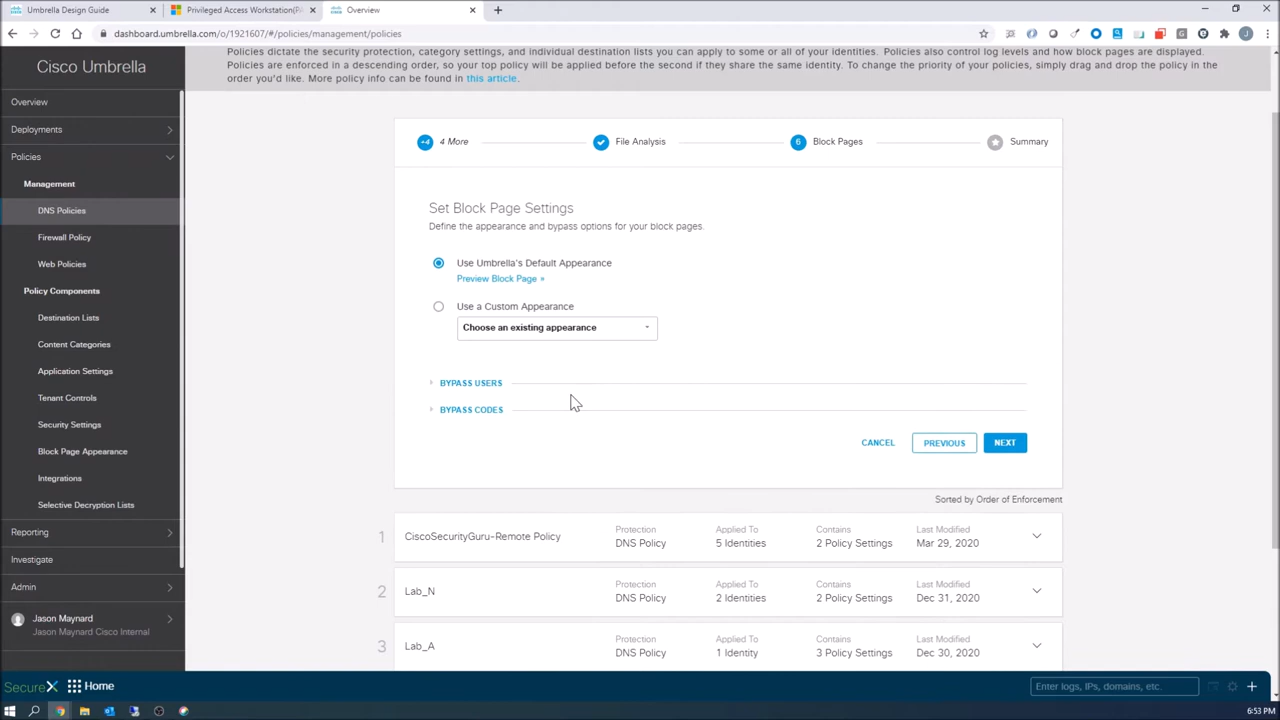 Umbrella Design Guide
Privileged Access Workstation(PA
Overview
dashboard.umbrella.com/o/1921607/#/policies/management/policies
J
Cisco Umbrella
Overview
Deployments
Policies
Management
DNS Policies
Firewall Policy
Web Policies
Policy Components
Destination Lists
Content Categories
Application Settings
Tenant Controls
Security Settings
Block Page Appearance
Integrations
Selective Decryption Lists
Reporting
Investigate
Admin
Jason Maynard
Jason Maynard Cisco Internal
Policies dictate the security protection, category settings, and individual destination lists you can apply to some or all of your identities. Policies also control log levels and how block pages are displayed.
Policies are enforced in a descending order, so your top policy will be applied before the second if they share the same identity. To change the priority of your policies, simply drag and drop the policy in the
order you'd like. More policy info can be found in this article.
+4 4 More File Analysis 6 Block Pages Summary
Set Block Page Settings
Define the appearance and bypass options for your block pages.
Use Umbrella's Default Appearance
Preview Block Page »
Use a Custom Appearance
Choose an existing appearance
BYPASS USERS
BYPASS CODES
CANCEL PREVIOUS NEXT
Sorted by Order of Enforcement
Protection Applied To Contains Last Modified
1 CiscoSecurityGuru-Remote Policy DNS Policy 5 Identities 2 Policy Settings Mar 29, 2020
Protection Applied To Contains Last Modified
2 Lab_N DNS Policy 2 Identities 2 Policy Settings Dec 31, 2020
Protection Applied To Contains Last Modified
3 Lab_A DNS Policy 1 Identity 3 Policy Settings Dec 30, 2020
SecureX Home Enter logs, IPs, domains, etc.
6:53 PM